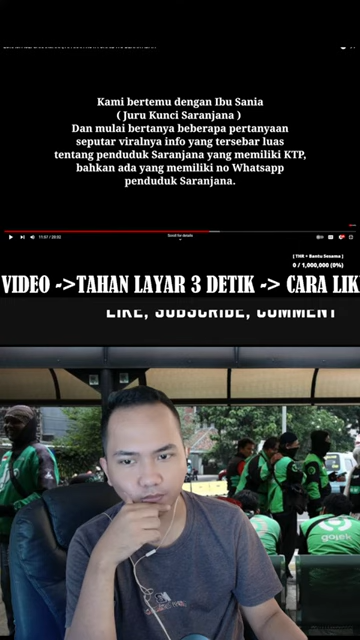 Kami bertemu dengan Ibu Sania
( Juru Kunci Saranjana )
Dan mulai bertanya beberapa pertanyaan
seputar viralnya info yang tersebar luas
tentang penduduk Saranjana yang memiliki KTP,
bahkan ada yang memiliki no Whatsapp
penduduk Saranjana.
11:07 / 20:02
Scroll for details
[ THR + Bantu Sesama ]
0 / 1,000,000 (0%)
VIDEO ->TAHAN LAYAR 3 DETIK -> CARA LIK
LIKE, SUBSCRIBE, COMMENT
gojek